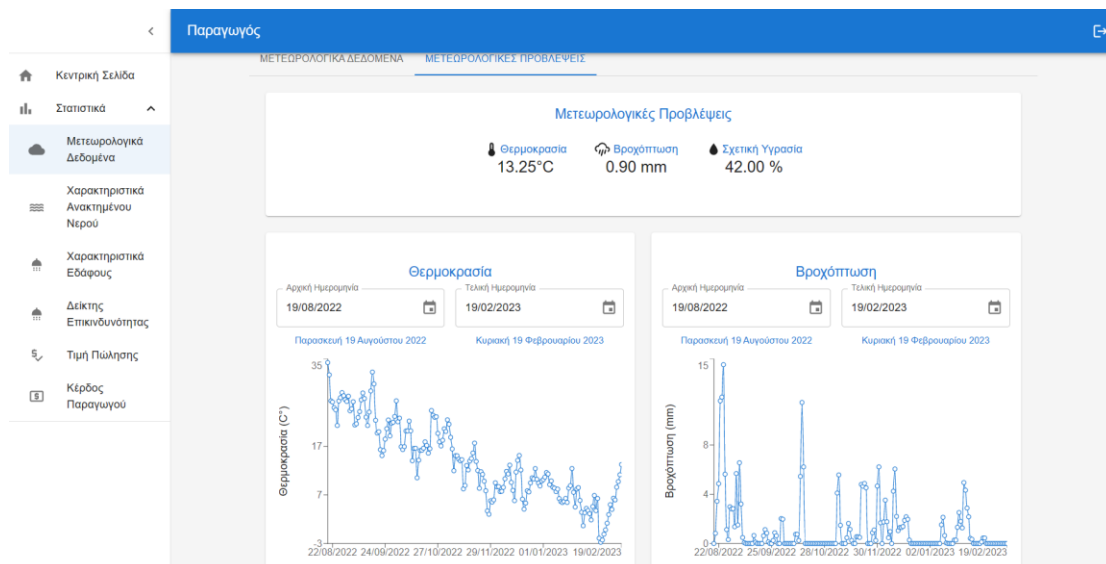 Παραγωγός
Κεντρική Σελίδα
Στατιστικά
Μετεωρολογικά
Δεδομένα
Χαρακτηριστικά
Ανακτημένου
Νερού
Χαρακτηριστικά
Εδάφους
Δείκτης
Επικινδυνότητας
Τιμή Πώλησης
Κέρδος
Παραγωγού
ΜΕΤΕΩΡΟΛΟΓΙΚΑ ΔΕΔΟΜΕΝΑ ΜΕΤΕΩΡΟΛΟΓΙΚΕΣ ΠΡΟΒΛΕΨΕΙΣ
Μετεωρολογικές Προβλέψεις
Θερμοκρασία Βροχόπτωση Σχετική Υγρασία
13.25°C 0.90 mm 42.00 %
Θερμοκρασία
Αρχική Ημερομηνία Τελική Ημερομηνία
19/08/2022 19/02/2023
Παρασκευή 19 Αυγούστου 2022 Κυριακή 19 Φεβρουαρίου 2023
35
17
7
-3
Θερμοκρασία (C°)
22/08/2022 24/09/2022 27/10/2022 29/11/2022 01/01/2023 19/02/2023
Βροχόπτωση
Αρχική Ημερομηνία Τελική Ημερομηνία
19/08/2022 19/02/2023
Παρασκευή 19 Αυγούστου 2022 Κυριακή 19 Φεβρουαρίου 2023
15
8
4
0
Βροχόπτωση (mm)
22/08/2022 25/09/2022 28/10/2022 30/11/2022 02/01/2023 19/02/2023